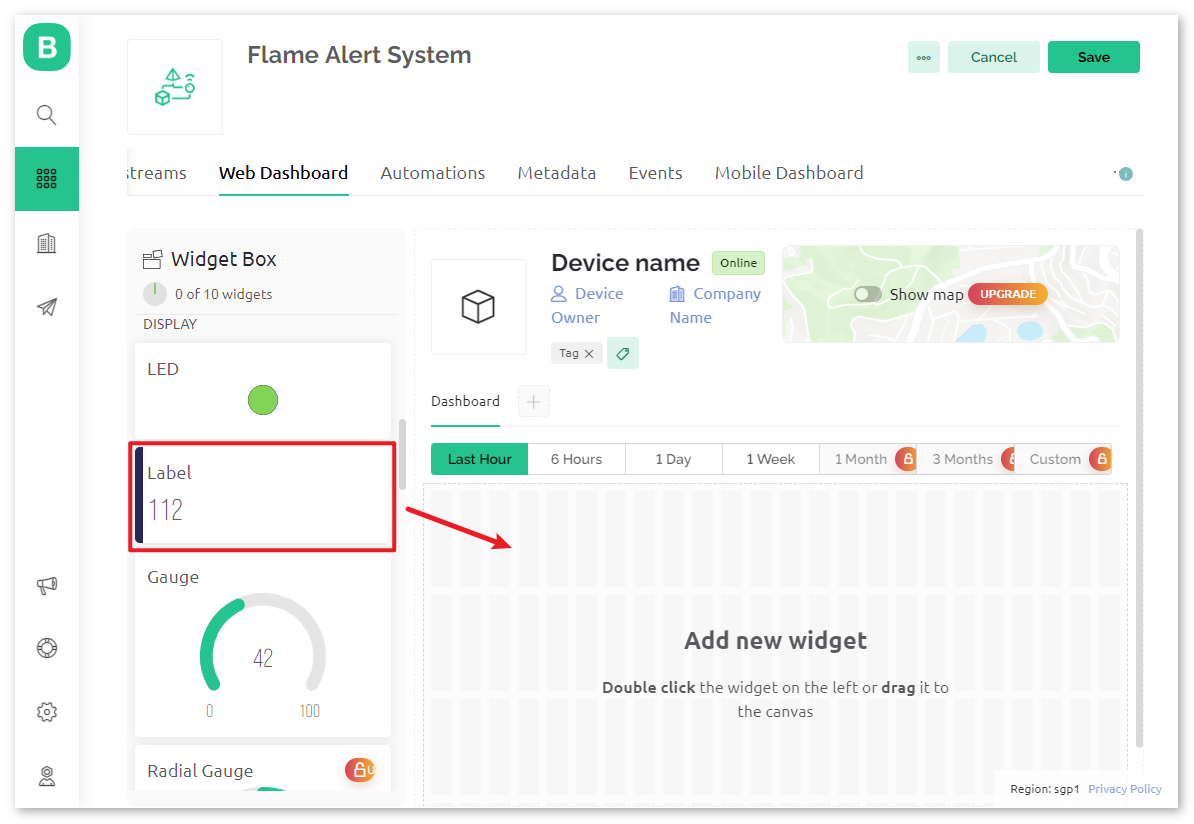 B
Flame Alert System
Cancel
Save
streams
Web Dashboard
Automations
Metadata
Events
Mobile Dashboard
i
Widget Box
0 of 10 widgets
DISPLAY
LED
Label
112
Gauge
42
0
100
Radial Gauge
U
Device name
Online
Device Owner
Company Name
Tag
Show map
UPGRADE
Dashboard
Last Hour
6 Hours
1 Day
1 Week
1 Month
3 Months
Custom
Add new widget
Double click the widget on the left or drag it to
the canvas
Region: sgp1 Privacy Policy